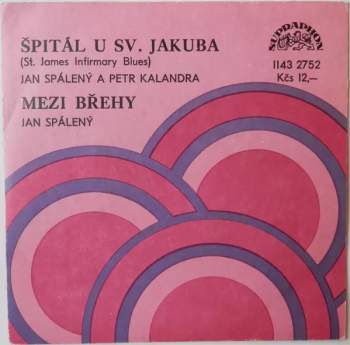 ŠPITÁL U SV. JAKUBA
(St. James Infirmary Blues)
JAN SPÁLENÝ A PETR KALANDRA
MEZI BŘEHY
JAN SPÁLENÝ
SUPRAPHON
1143 2752
Kčs 12,—